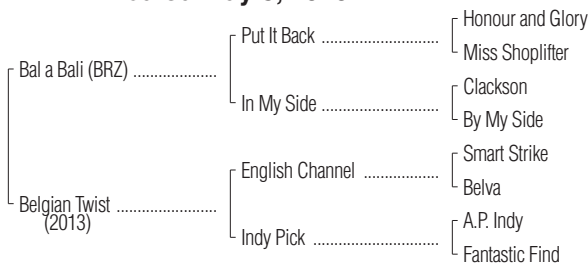 Honour and Glory
Put It Back ........................
Miss Shoplifter
Bal a Bali (BRZ) .................
Clackson
In My Side ........................
By My Side
Smart Strike
English Channel ...............
Belva
Belgian Twist ....................
(2013)
A.P. Indy
Indy Pick .........................
Fantastic Find